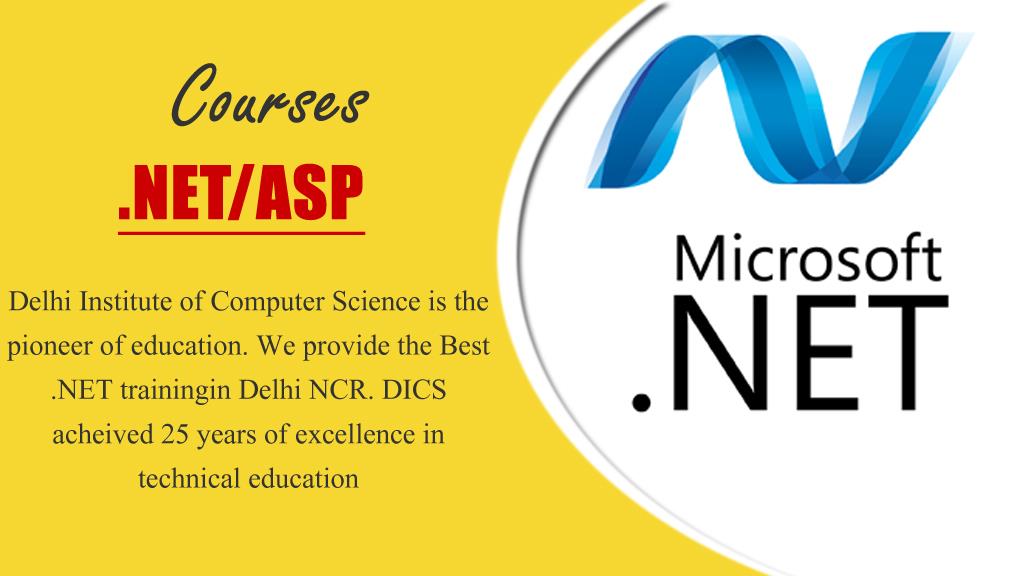 Courses
.NET/ASP
Delhi Institute of Computer Science is the
pioneer of education. We provide the Best
.NET trainingin Delhi NCR. DICS
acheived 25 years of excellence in
technical education
Microsoft
.NET